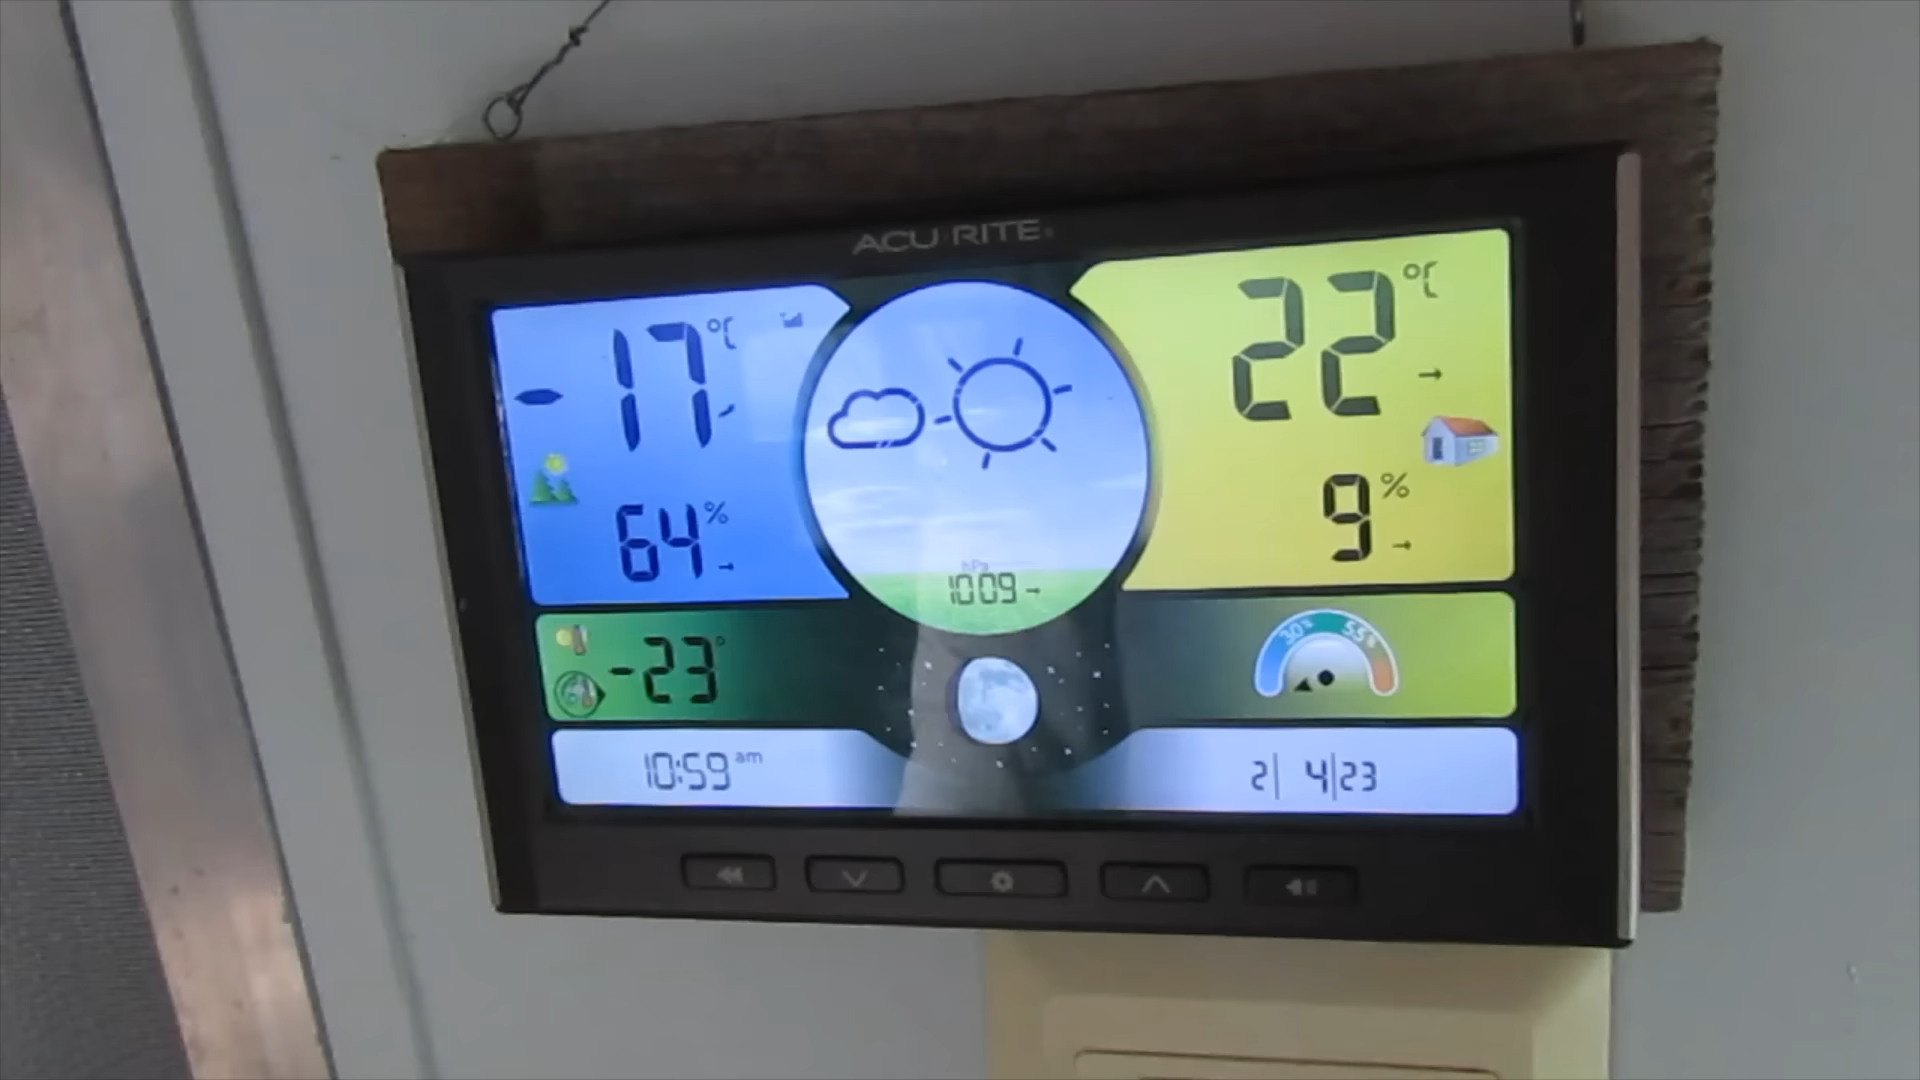 ACU RITE
-17 °C
64 %
22 °C
9 %
hPa
1009
-23°
30% 55%
10:59 am
2| 4|23